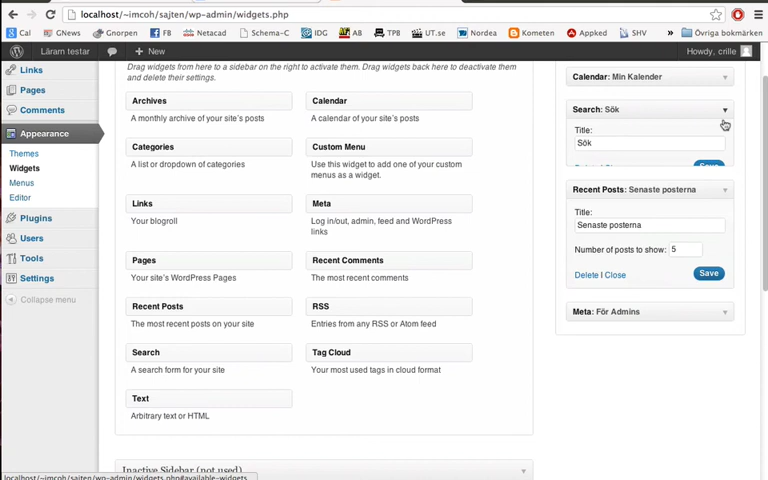 localhost/~imcoh/sajten/wp-admin/widgets.php
Cal
GNews
Gnorpen
FB
Netacad
Schema-C
IDG
AB
TPB
UT.se
Nordea
Kometen
Appked
SHV
»
Övriga bokmärken
Lärarn testar
+ New
Howdy, crille
Links
Pages
Comments
Appearance
Themes
Widgets
Menus
Editor
Plugins
Users
Tools
Settings
Collapse menu
Drag widgets from here to a sidebar on the right to activate them. Drag widgets back here to deactivate them
and delete their settings.
Archives
A monthly archive of your site's posts
Calendar
A calendar of your site's posts
Categories
A list or dropdown of categories
Custom Menu
Use this widget to add one of your custom
menus as a widget.
Links
Your blogroll
Meta
Log in/out, admin, feed and WordPress
links
Pages
Your site's WordPress Pages
Recent Comments
The most recent comments
Recent Posts
The most recent posts on your site
RSS
Entries from any RSS or Atom feed
Search
A search form for your site
Tag Cloud
Your most used tags in cloud format
Text
Arbitrary text or HTML
Inactive Sidebar (not used)
Calendar: Min Kalender
Search: Sök
Title:
Sök
Save
Recent Posts: Senaste posterna
Title:
Senaste posterna
Number of posts to show: 5
Delete | Close
Save
Meta: För Admins
localhost/~imcoh/sajten/wp-admin/widgets.php#available-widgets